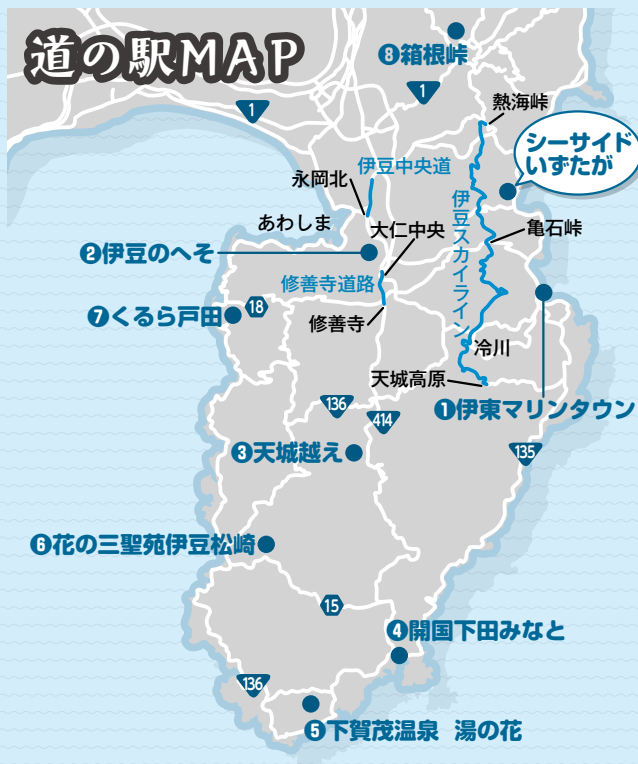 道の駅MAP
❽箱根峠
1
1
熱海峠
シーサイド
いずたが
伊豆中央道
永岡北
伊豆スカイライン
あわしま
大仁中央
亀石峠
❷伊豆のへそ
修善寺道路
❼くるら戸田
18
修善寺
冷川
天城高原
136
414
❶伊東マリンタウン
135
❸天城越え
❻花の三聖苑伊豆松崎
15
❹開国下田みなと
136
❺下賀茂温泉 湯の花